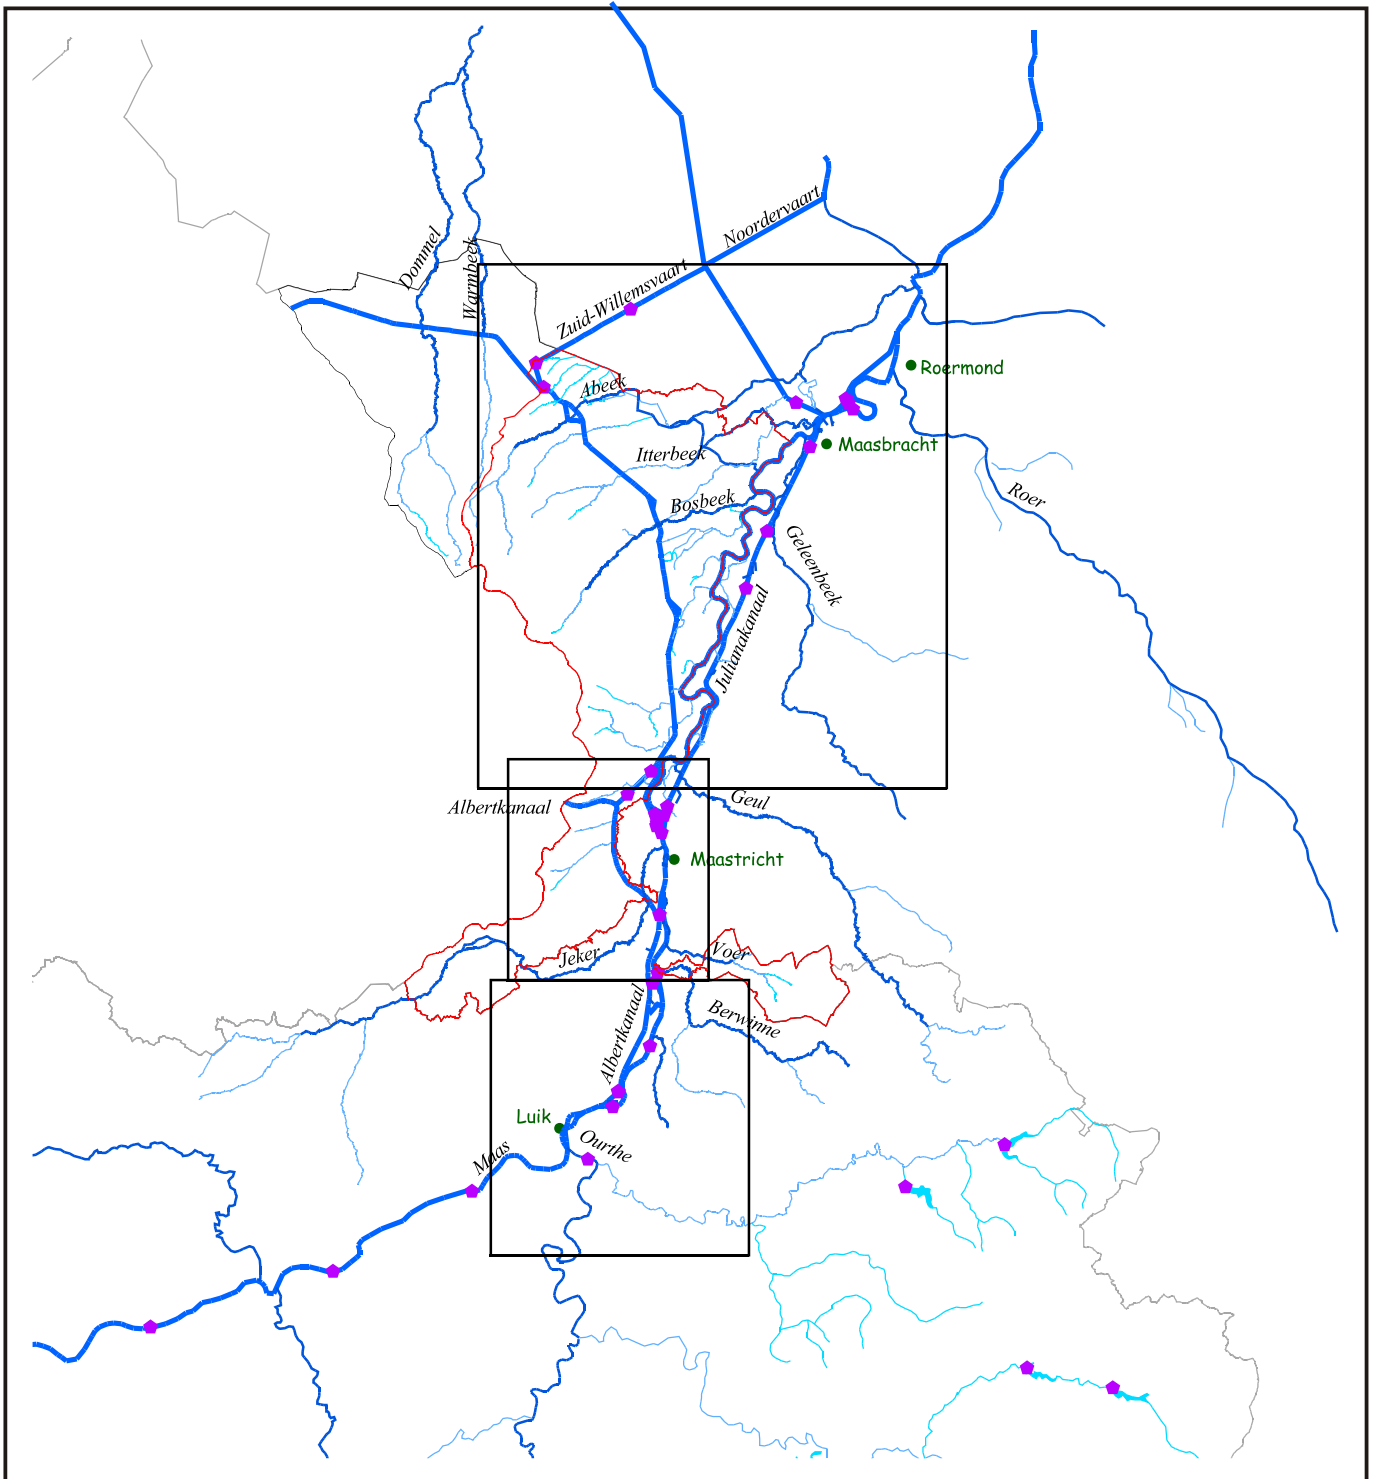 Noordervaart
Dommel
Warmbeek
Zuid-Willemsvaart
Roermond
Abeek
Maasbracht
Itterbeek
Bosbeek
Roer
Geleenbeek
Julianakanaal
Albertkanaal
Geul
Maastricht
Jeker
Voer
Albertkanaal
Berwinne
Luik
Ourthe
Maas